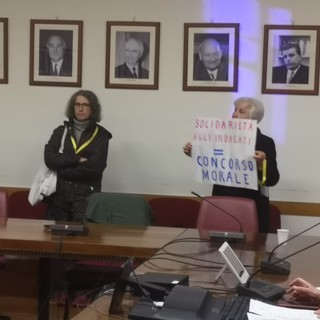 SOLIDARIETÀ
AGLI INDAGATI
=
CONCORSO
MORALE